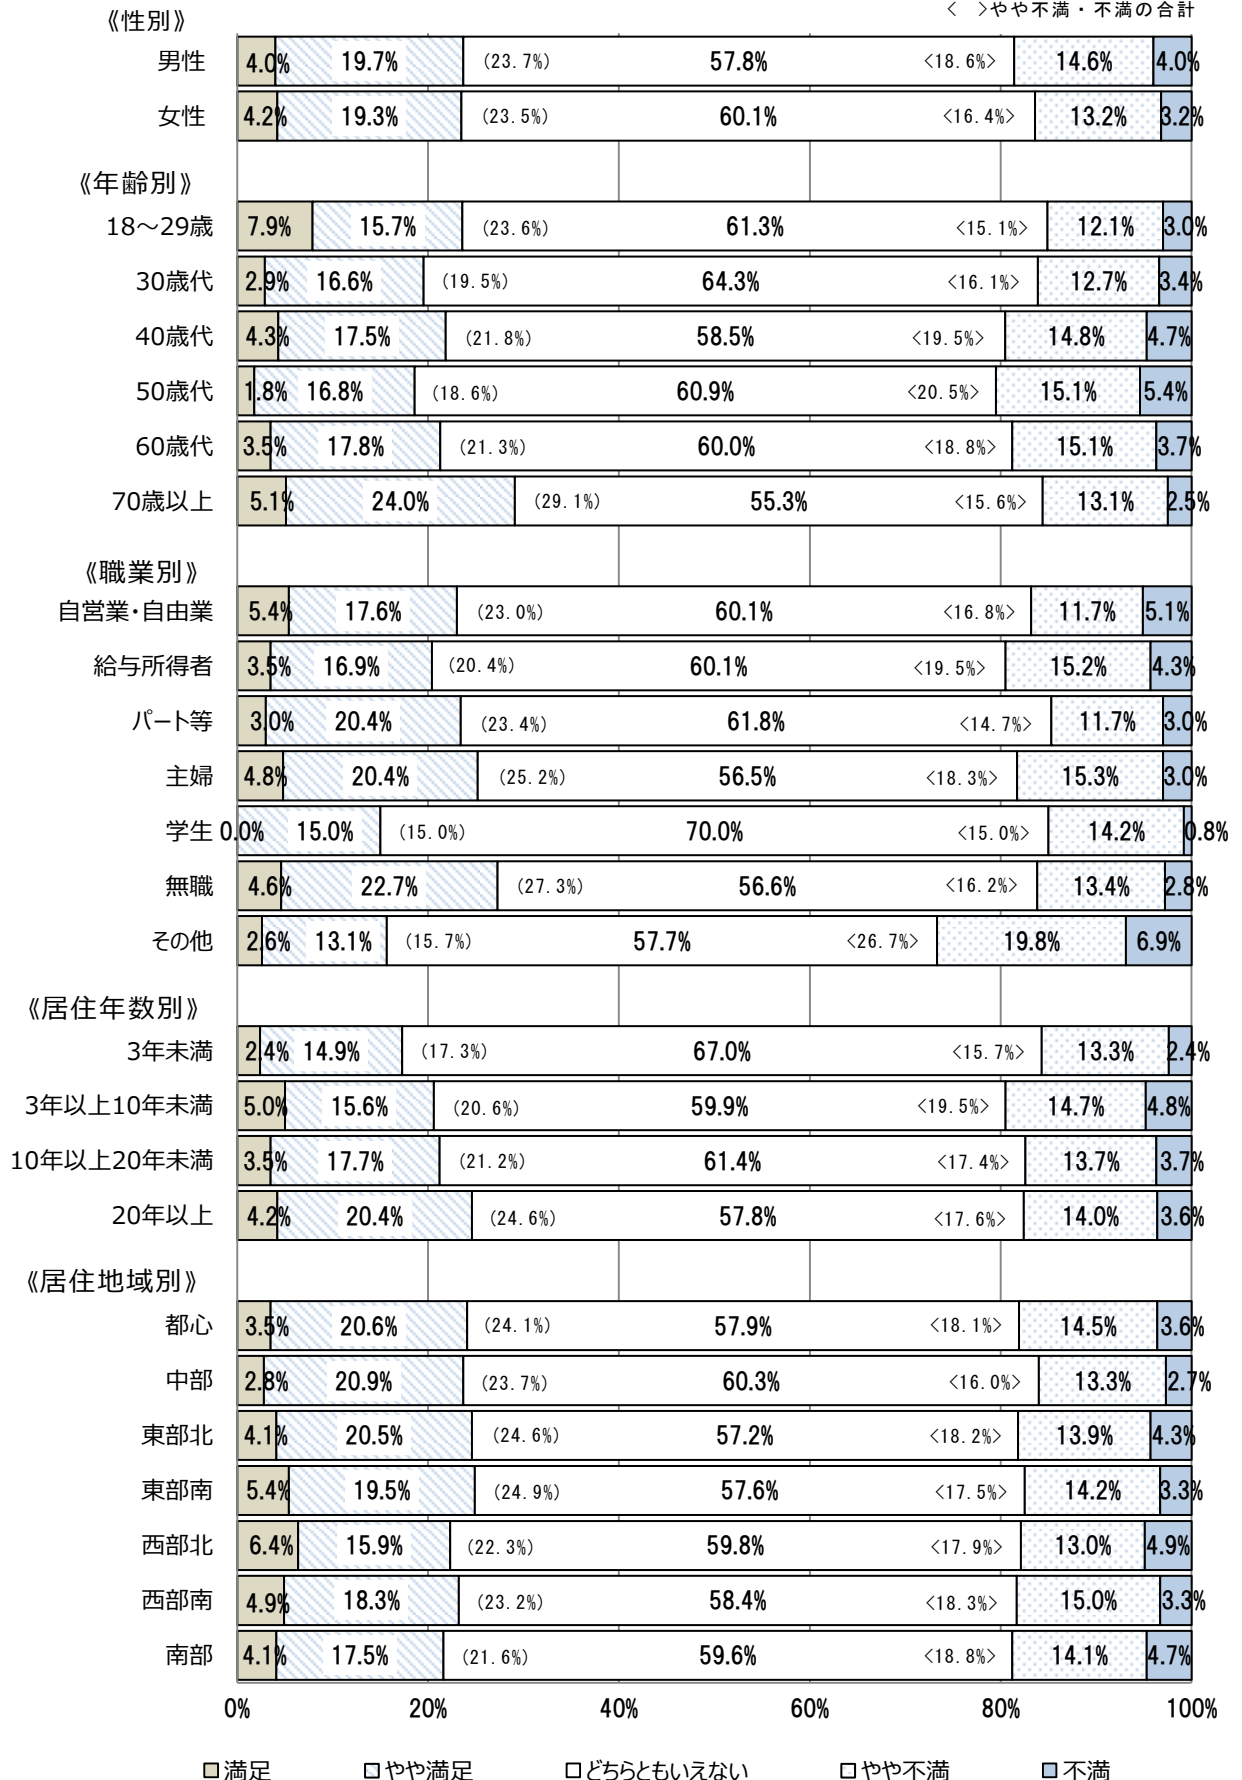 < >やや不満・不満の合計
《性別》
男性 4.0% 19.7% (23.7%) 57.8% <18.6%> 14.6% 4.0%
女性 4.2% 19.3% (23.5%) 60.1% <16.4%> 13.2% 3.2%
《年齢別》
18～29歳 7.9% 15.7% (23.6%) 61.3% <15.1%> 12.1% 3.0%
30歳代 2.9% 16.6% (19.5%) 64.3% <16.1%> 12.7% 3.4%
40歳代 4.3% 17.5% (21.8%) 58.5% <19.5%> 14.8% 4.7%
50歳代 1.8% 16.8% (18.6%) 60.9% <20.5%> 15.1% 5.4%
60歳代 3.5% 17.8% (21.3%) 60.0% <18.8%> 15.1% 3.7%
70歳以上 5.1% 24.0% (29.1%) 55.3% <15.6%> 13.1% 2.5%
《職業別》
自営業・自由業 5.4% 17.6% (23.0%) 60.1% <16.8%> 11.7% 5.1%
給与所得者 3.5% 16.9% (20.4%) 60.1% <19.5%> 15.2% 4.3%
パート等 3.0% 20.4% (23.4%) 61.8% <14.7%> 11.7% 3.0%
主婦 4.8% 20.4% (25.2%) 56.5% <18.3%> 15.3% 3.0%
学生 0.0% 15.0% (15.0%) 70.0% <15.0%> 14.2% 0.8%
無職 4.6% 22.7% (27.3%) 56.6% <16.2%> 13.4% 2.8%
その他 2.6% 13.1% (15.7%) 57.7% <26.7%> 19.8% 6.9%
《居住年数別》
3年未満 2.4% 14.9% (17.3%) 67.0% <15.7%> 13.3% 2.4%
3年以上10年未満 5.0% 15.6% (20.6%) 59.9% <19.5%> 14.7% 4.8%
10年以上20年未満 3.5% 17.7% (21.2%) 61.4% <17.4%> 13.7% 3.7%
20年以上 4.2% 20.4% (24.6%) 57.8% <17.6%> 14.0% 3.6%
《居住地域別》
都心 3.5% 20.6% (24.1%) 57.9% <18.1%> 14.5% 3.6%
中部 2.8% 20.9% (23.7%) 60.3% <16.0%> 13.3% 2.7%
東部北 4.1% 20.5% (24.6%) 57.2% <18.2%> 13.9% 4.3%
東部南 5.4% 19.5% (24.9%) 57.6% <17.5%> 14.2% 3.3%
西部北 6.4% 15.9% (22.3%) 59.8% <17.9%> 13.0% 4.9%
西部南 4.9% 18.3% (23.2%) 58.4% <18.3%> 15.0% 3.3%
南部 4.1% 17.5% (21.6%) 59.6% <18.8%> 14.1% 4.7%
0% 20% 40% 60% 80% 100%
満足 やや満足 どちらともいえない やや不満 不満